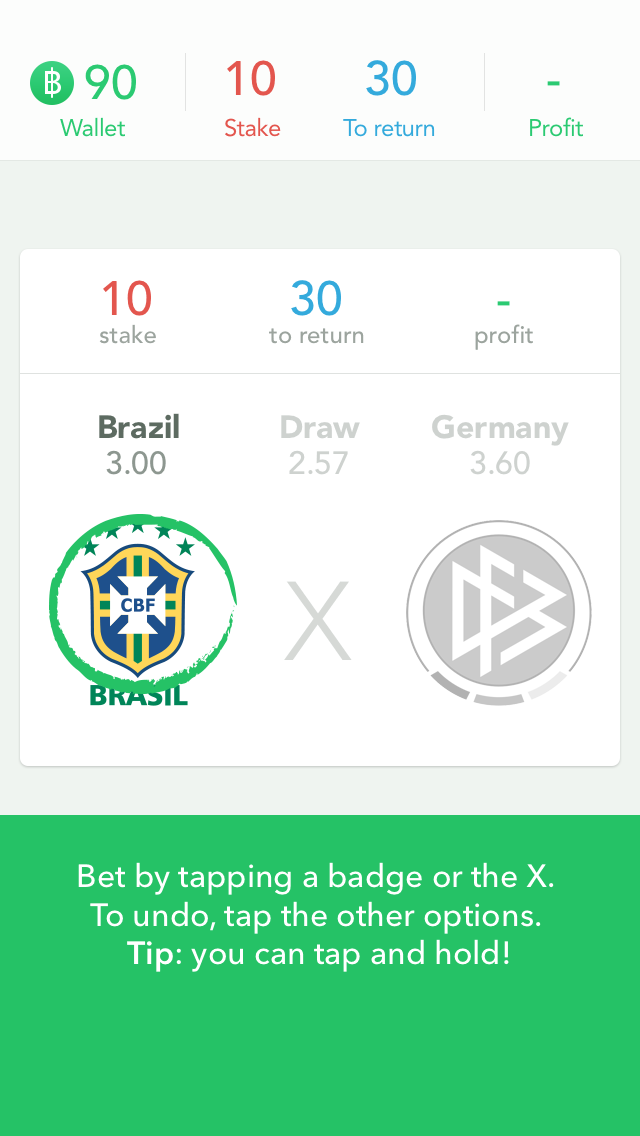 ฿ 90 10 30 -
Wallet Stake To return Profit
10 30 -
stake to return profit
Brazil Draw Germany
3.00 2.57 3.60
CBF
X
BRASIL
Bet by tapping a badge or the X.
To undo, tap the other options.
Tip: you can tap and hold!